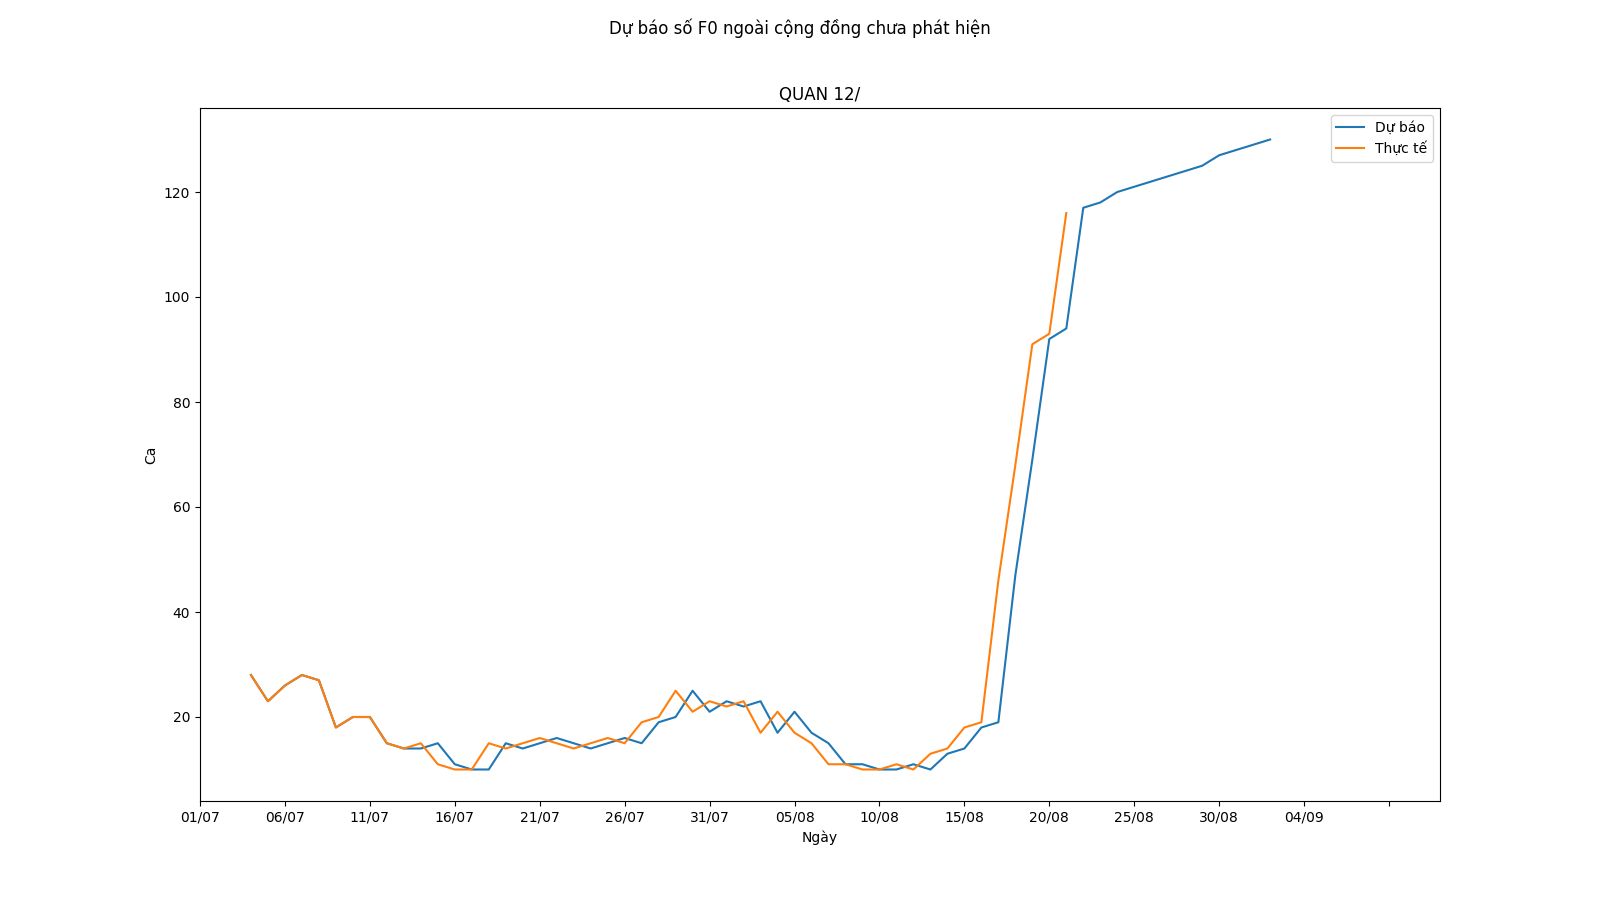 Dự báo số F0 ngoài cộng đồng chưa phát hiện
QUAN 12/
Dự báo
Thực tế
120
100
80
60
40
20
Ca
01/07 06/07 11/07 16/07 21/07 26/07 31/07 05/08 10/08 15/08 20/08 25/08 30/08 04/09
Ngày